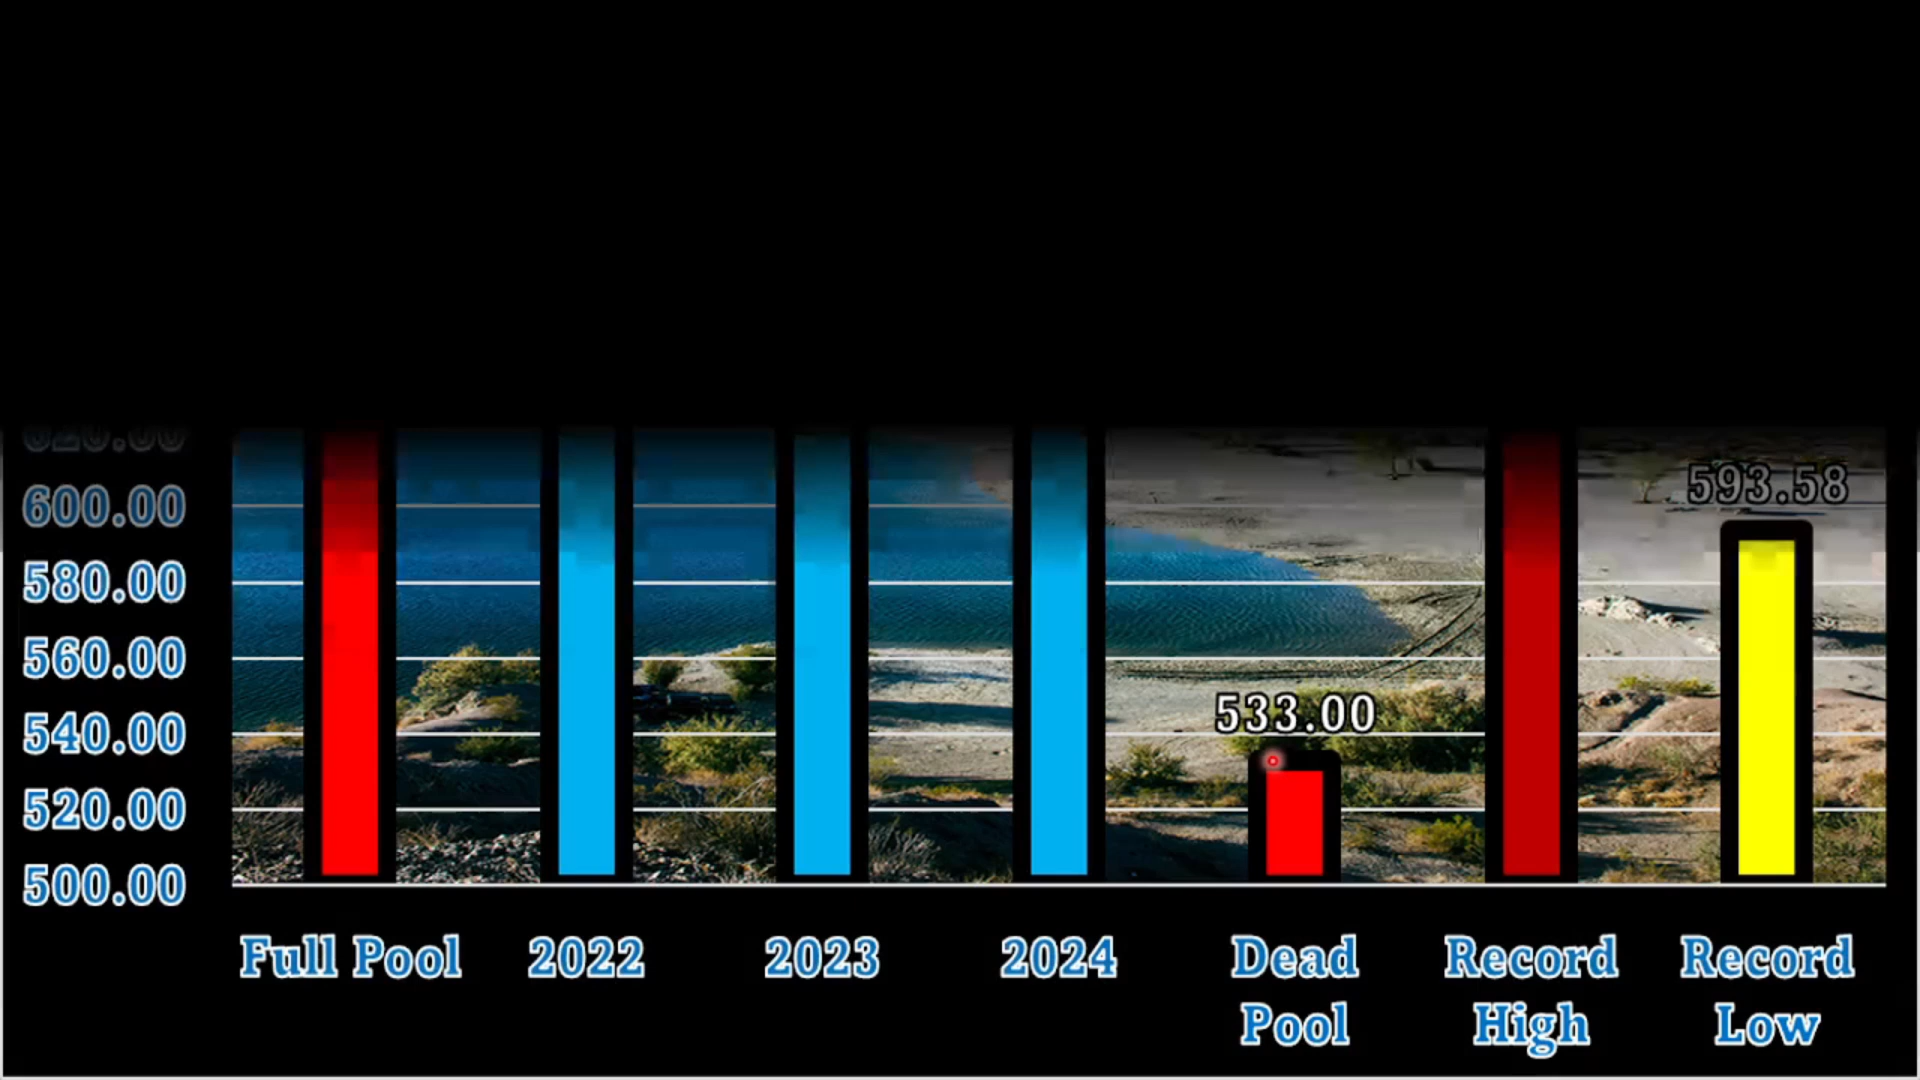 593.58
600.00
580.00
560.00
540.00
533.00
520.00
500.00
Full Pool
2022
2023
2024
Dead
Pool
Record
High
Record
Low